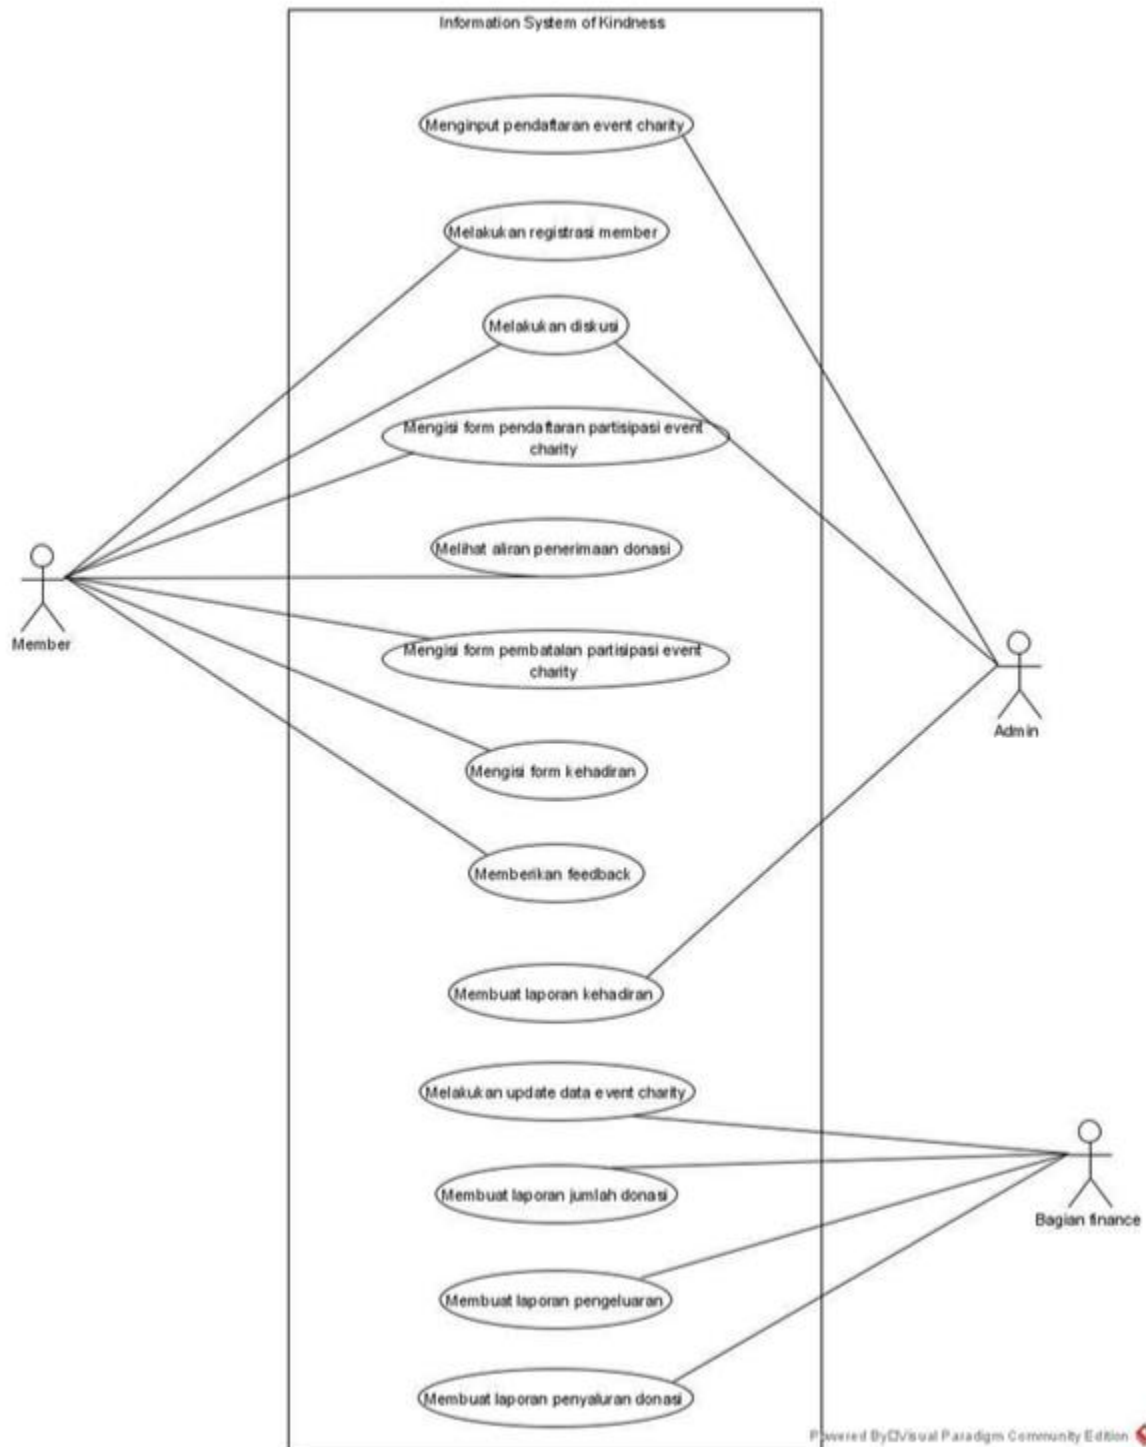 Information System of Kindness
Menginput pendaftaran event charity
Melakukan registrasi member
Melakukan diskusi
Mengisi form pendaftaran partisipasi event
charity
Melihat aliran penerimaan donasi
Member
Mengisi form pembatalan partisipasi event
charity
Admin
Mengisi form kehadiran
Memberikan feedback
Membuat laporan kehadiran
Melakukan update data event charity
Membuat laporan jumlah donasi
Bagian finance
Membuat laporan pengeluaran
Membuat laporan penyaluran donasi
Powered By Visual Paradigm Community Edition